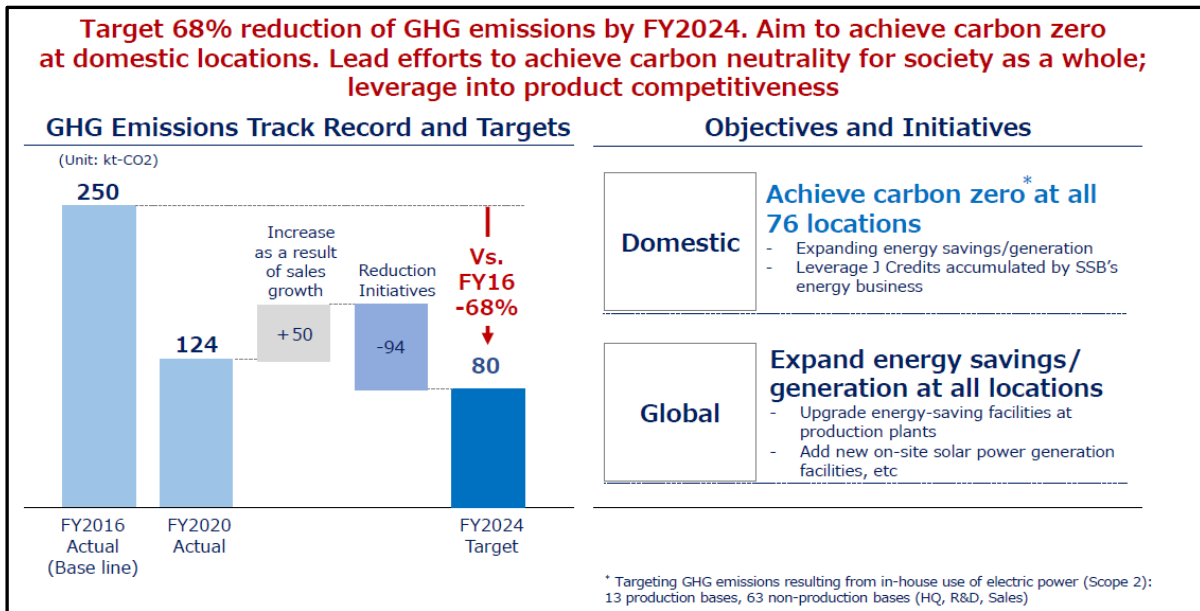 Target 68% reduction of GHG emissions by FY2024. Aim to achieve carbon zero
at domestic locations. Lead efforts to achieve carbon neutrality for society as a whole;
leverage into product competitiveness
GHG Emissions Track Record and Targets
(Unit: kt-CO2)
250
124
Increase
as a result
of sales
growth
+50
Reduction
Initiatives
-94
Vs.
FY16
-68%
80
FY2016
Actual
(Base line)
FY2020
Actual
FY2024
Target
Objectives and Initiatives
Domestic
Achieve carbon zero* at all
76 locations
- Expanding energy savings/generation
- Leverage J Credits accumulated by SSB's
energy business
Global
Expand energy savings/
generation at all locations
- Upgrade energy-saving facilities at
production plants
- Add new on-site solar power generation
facilities, etc
* Targeting GHG emissions resulting from in-house use of electric power (Scope 2):
13 production bases, 63 non-production bases (HQ, R&D, Sales)